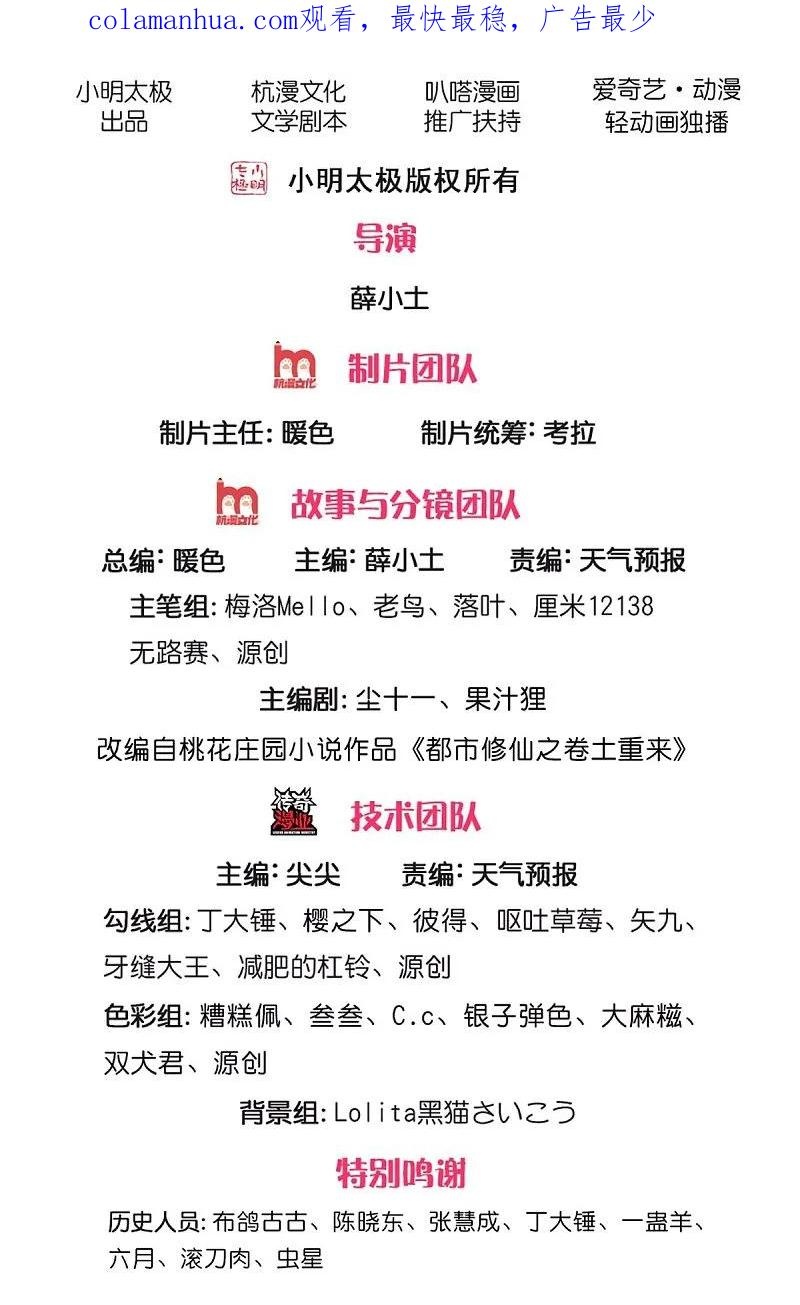 colamanhua.com观看，最快最稳，广告最少
小明太极 杭漫文化 叭嗒漫画 爱奇艺·动漫
出品 文学剧本 推广扶持 轻动画独播
小明太極 小明太极版权所有
导演
薛小土
杭漫文化 制片团队
制片主任：暖色 制片统筹：考拉
杭漫文化 故事与分镜团队
总编：暖色 主编：薛小土 责编：天气预报
主笔组：梅洛Mello、老鸟、落叶、厘米12138
无路赛、源创
主编剧：尘十一、果汁狸
改编自桃花庄园小说作品《都市修仙之卷土重来》
传奇漫业 技术团队
主编：尖尖 责编：天气预报
勾线组：丁大锤、樱之下、彼得、呕吐草莓、矢九、
牙缝大王、减肥的杠铃、源创
色彩组：糟糕佩、叁叁、C.c、银子弹色、大麻糍、
双犬君、源创
背景组：Lolita黑猫さいこう
特别鸣谢
历史人员：布鸽古古、陈晓东、张慧成、丁大锤、一蛊羊、
六月、滚刀肉、虫星